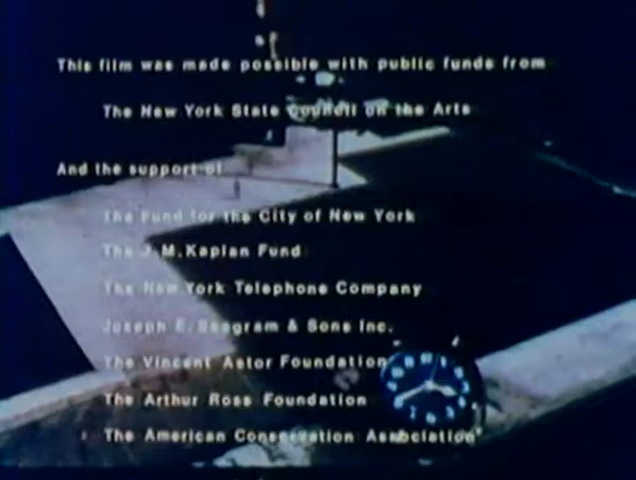 This film was made possible with public funds from
The New York State Council on the Arts
And the support of
The Fund for the City of New York
The J.M.Kaplan Fund
The New York Telephone Company
Joseph E. Seagram & Sons Inc.
The Vincent Astor Foundation
The Arthur Ross Foundation
The American Conservation Association